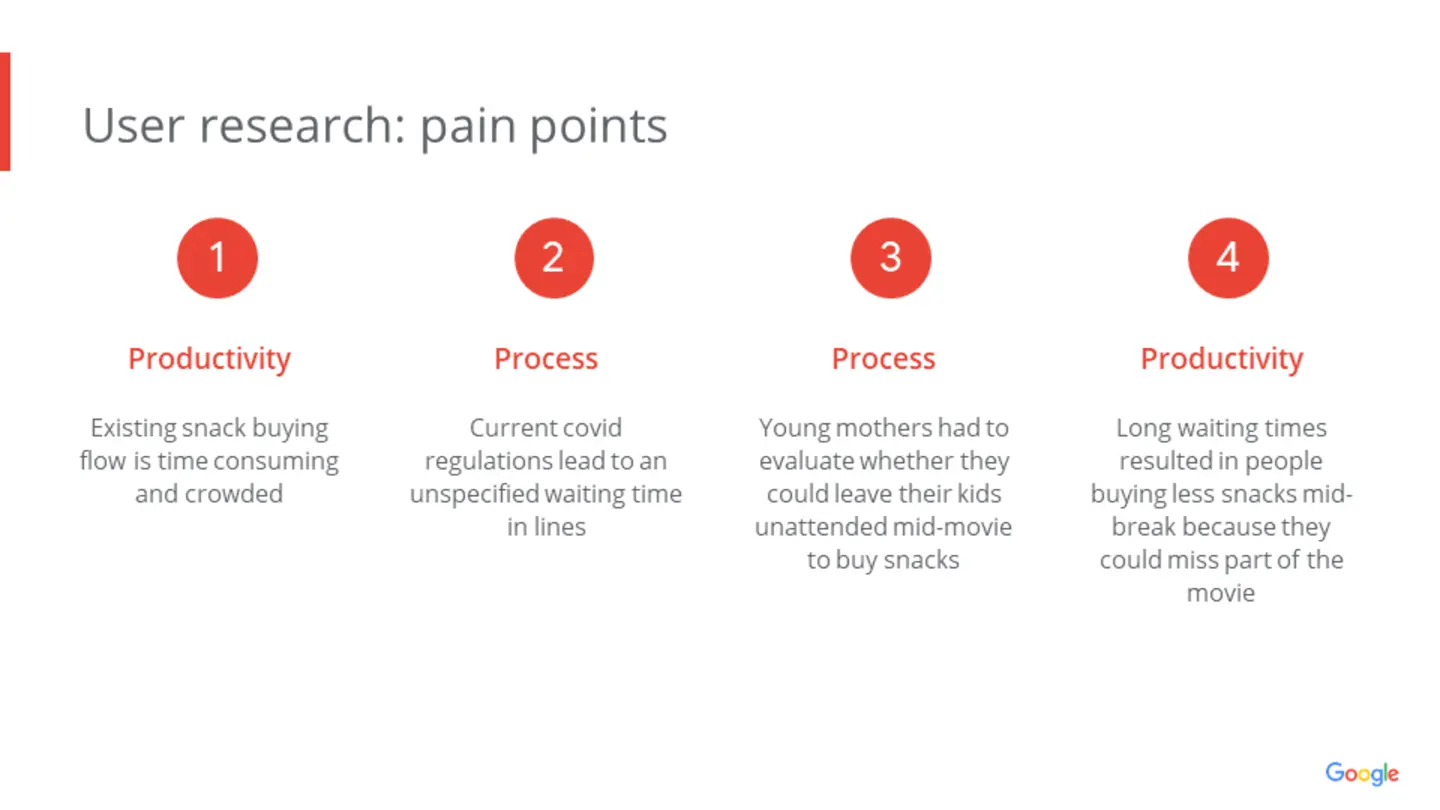 User research: pain points
1
Productivity
Existing snack buying
flow is time consuming
and crowded
2
Process
Current covid
regulations lead to an
unspecified waiting time
in lines
3
Process
Young mothers had to
evaluate whether they
could leave their kids
unattended mid-movie
to buy snacks
4
Productivity
Long waiting times
resulted in people
buying less snacks mid-
break because they
could miss part of the
movie
Google